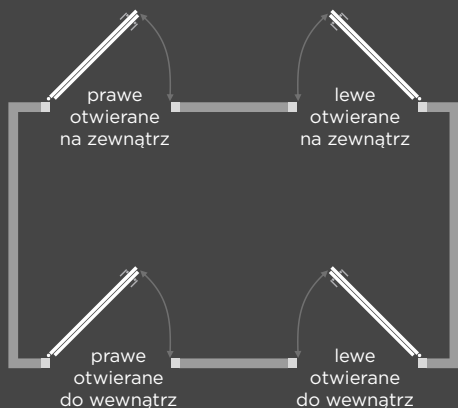 prawe
otwierane
na zewnątrz
lewe
otwierane
na zewnątrz
prawe
otwierane
do wewnątrz
lewe
otwierane
do wewnątrz